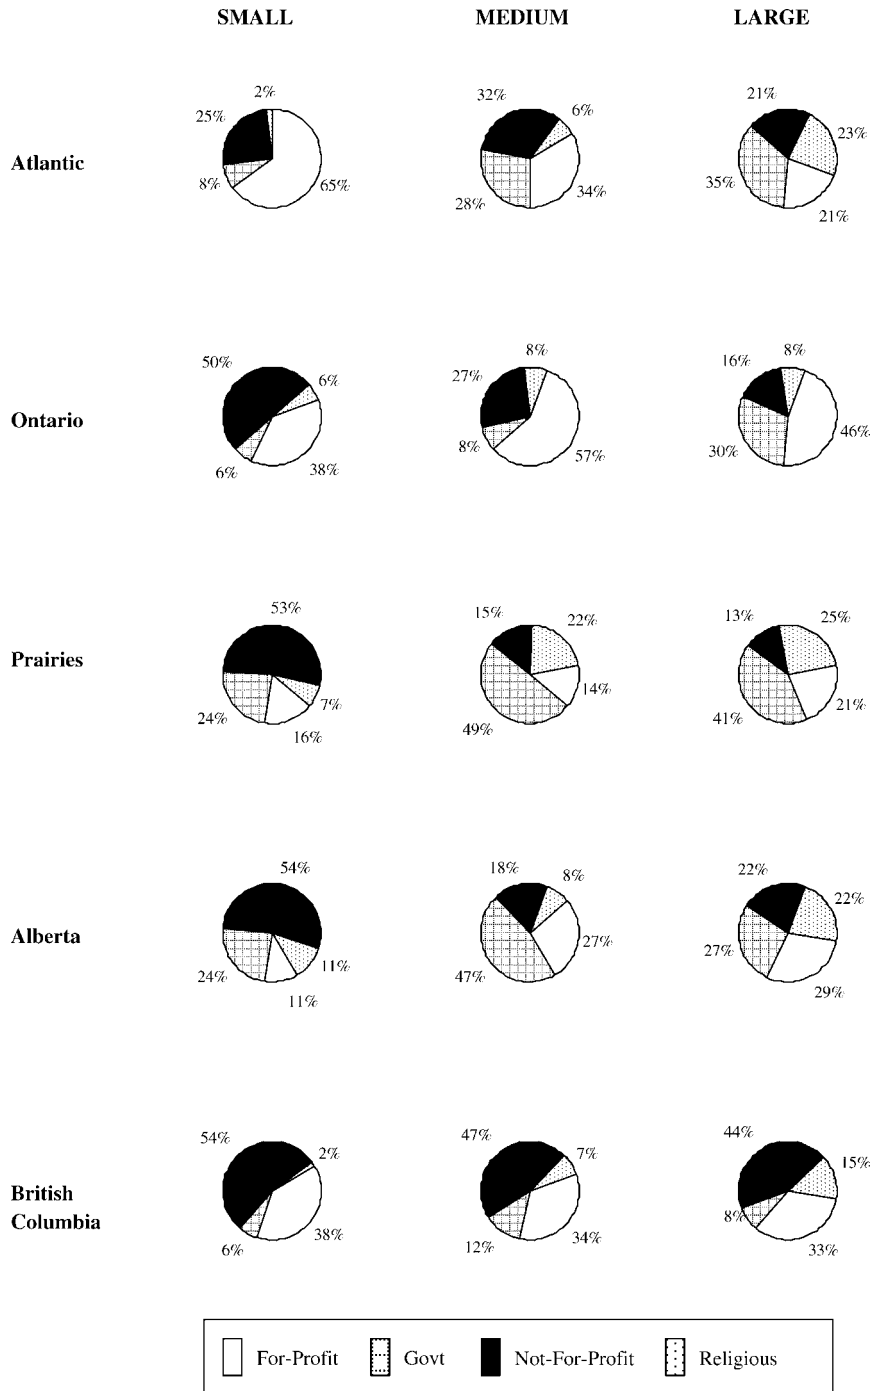 SMALL MEDIUM LARGE
2% 32% 21%
25% 6% 23%
Atlantic
8% 65% 28% 34% 35% 21%
50% 8% 16% 8%
6% 27%
Ontario
6% 38% 8% 57% 30% 46%
53% 15% 22% 13% 25%
Prairies
24% 7% 16% 49% 14% 41% 21%
54% 18% 8% 22% 22%
Alberta
24% 11% 11% 47% 27% 27% 29%
54% 2% 47% 7% 44% 15%
British
Columbia
6% 38% 12% 34% 8% 33%
For-Profit Govt Not-For-Profit Religious